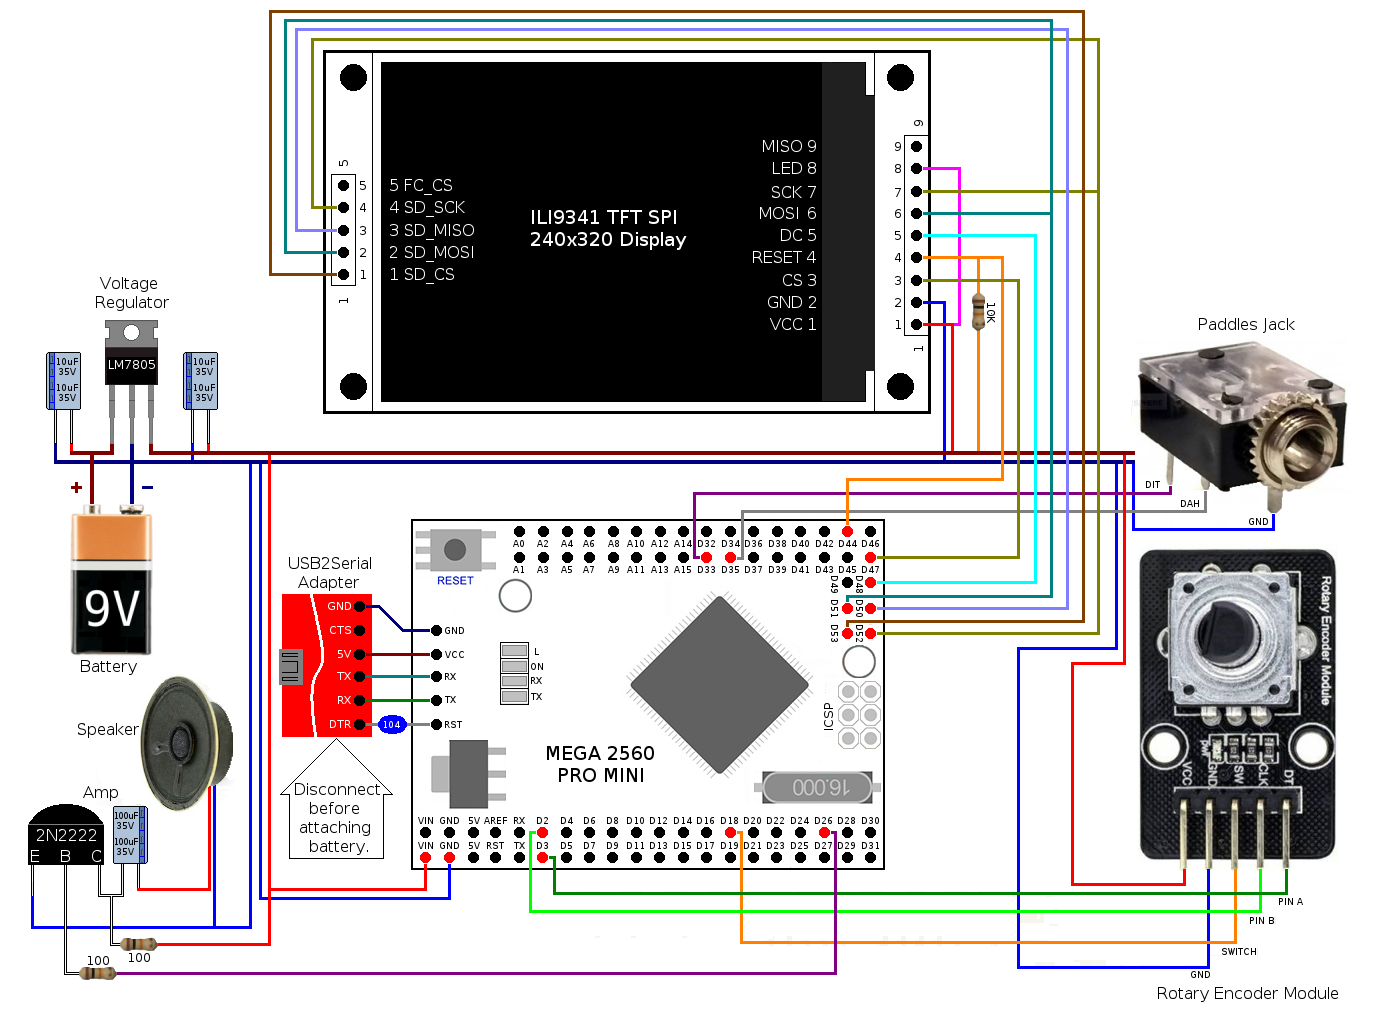 5
5 FC_CS
4 SD_SCK
3 SD_MISO
2 SD_MOSI
1 SD_CS
5
4
3
2
1
1
ILI9341 TFT SPI
240x320 Display
MISO 9
LED 8
SCK 7
MOSI 6
DC 5
RESET 4
CS 3
GND 2
VCC 1
9
9
8
7
6
5
4
3
2
1
1
10K
Voltage
Regulator
LM7805
10uF
35V
10uF
35V
10uF
35V
10uF
35V
+
−
9V
Battery
Paddles Jack
DIT
DAH
GND
USB2Serial
Adapter
GND
CTS
5V
TX
RX
DTR
104
Disconnect
before
attaching
battery.
RESET
GND
VCC
RX
TX
RST
L
ON
RX
TX
A0 A2 A4 A6 A8 A10 A12 A14 D32 D34 D36 D38 D40 D42 D44 D46
A1 A3 A5 A7 A9 A11 A13 A15 D33 D35 D37 D39 D41 D43 D45 D47
D49 D48
D51 D50
D53 D52
ICSP
MEGA 2560
PRO MINI
16.000
VIN GND 5V AREF RX D2 D4 D6 D8 D10 D12 D14 D16 D18 D20 D22 D24 D26 D28 D30
VIN GND 5V RST TX D3 D5 D7 D9 D11 D13 D15 D17 D19 D21 D23 D25 D27 D29 D31
Speaker
Amp
2N2222
E B C
100uF
35V
100uF
35V
100
100
Rotary Encoder Module
VCC
GND
SW
CLK
DT
PIN A
PIN B
SWITCH
GND
Rotary Encoder Module